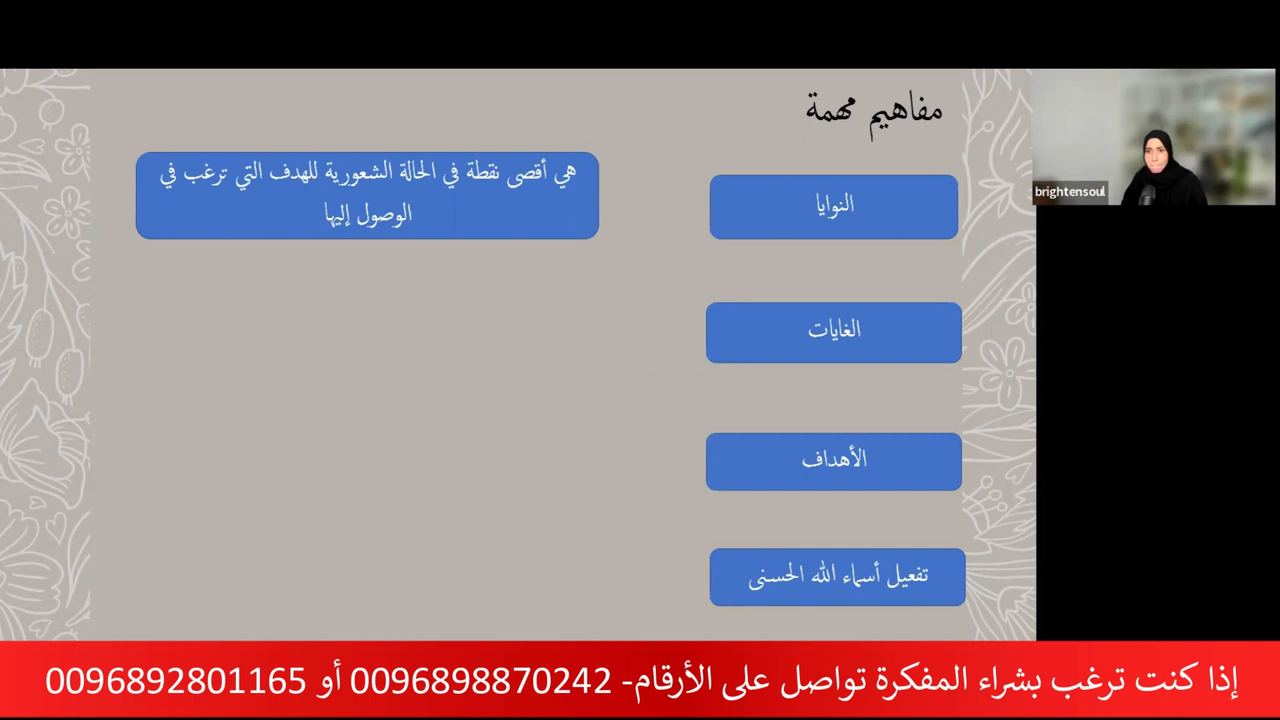 مفاهيم مهمة
النوايا
هي أقصى نقطة في الحالة الشعورية للهدف التي ترغب في
الوصول إليها
الغايات
الأهداف
تفعيل أسماء الله الحسنى
brightensoul
إذا كنت ترغب بشراء المفكرة تواصل على الأرقام- 0096898870242 أو 0096892801165